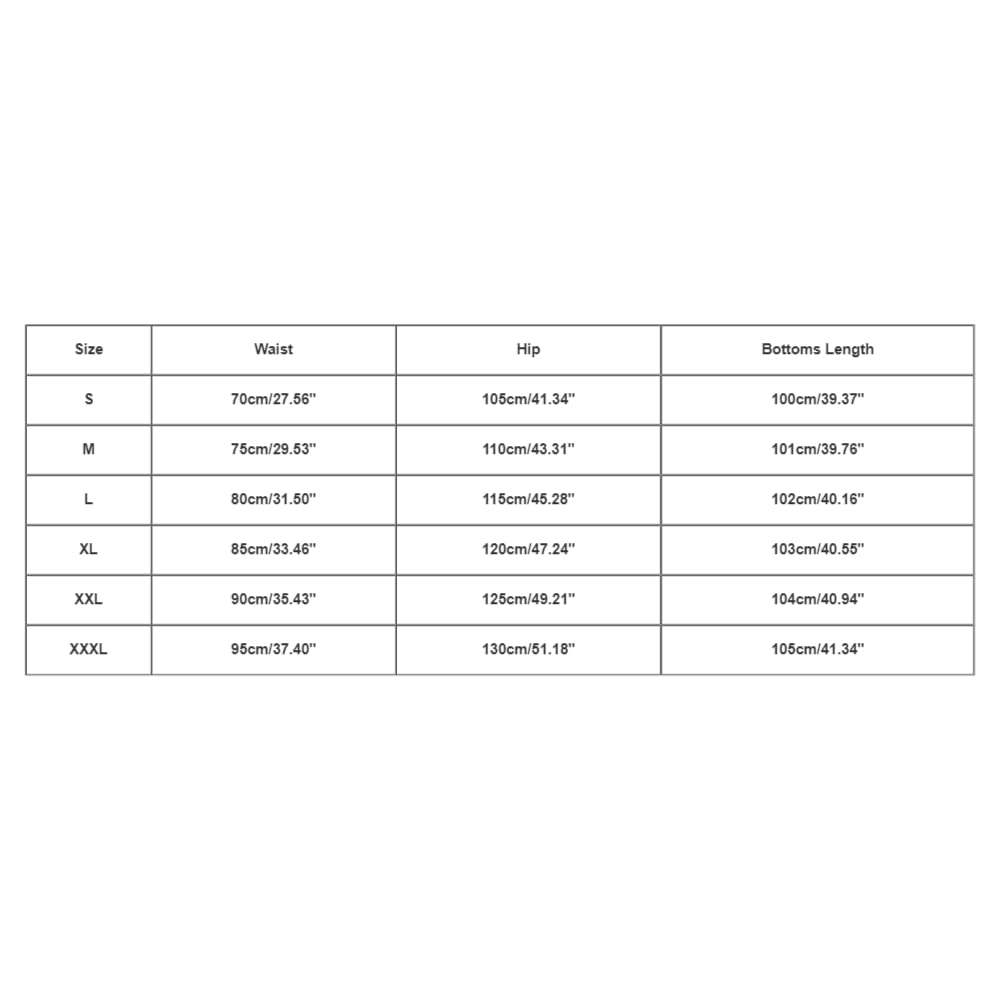 Size Waist Hip Bottoms Length
S 70cm/27.56" 105cm/41.34" 100cm/39.37"
M 75cm/29.53" 110cm/43.31" 101cm/39.76"
L 80cm/31.50" 115cm/45.28" 102cm/40.16"
XL 85cm/33.46" 120cm/47.24" 103cm/40.55"
XXL 90cm/35.43" 125cm/49.21" 104cm/40.94"
XXXL 95cm/37.40" 130cm/51.18" 105cm/41.34"